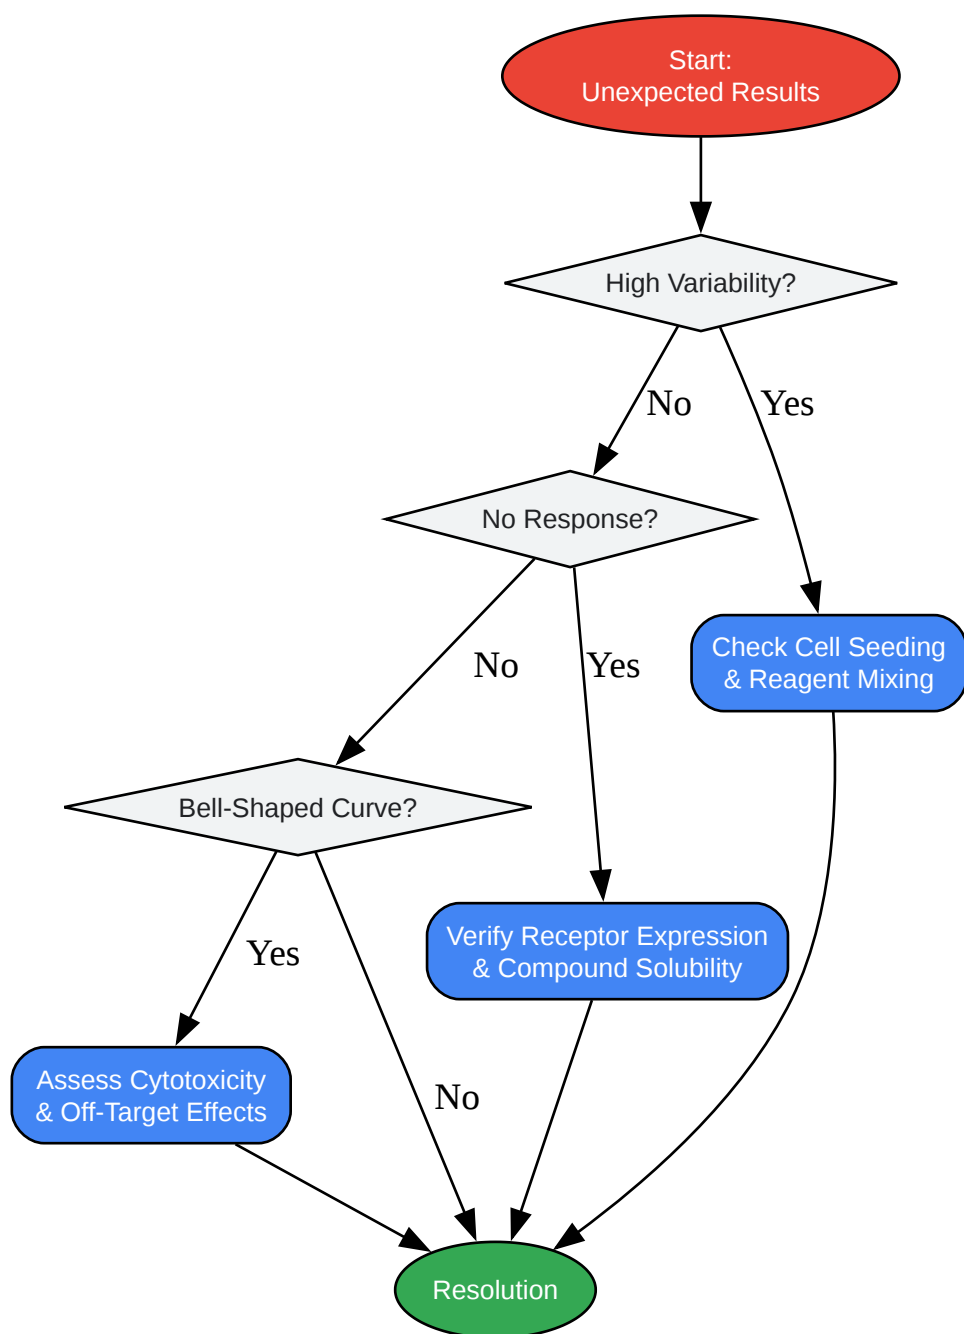 Start:
Unexpected Results
High Variability?
No
Yes
No Response?
No
Yes
Check Cell Seeding
& Reagent Mixing
Bell-Shaped Curve?
Yes
Verify Receptor Expression
& Compound Solubility
Assess Cytotoxicity
& Off-Target Effects
No
Resolution